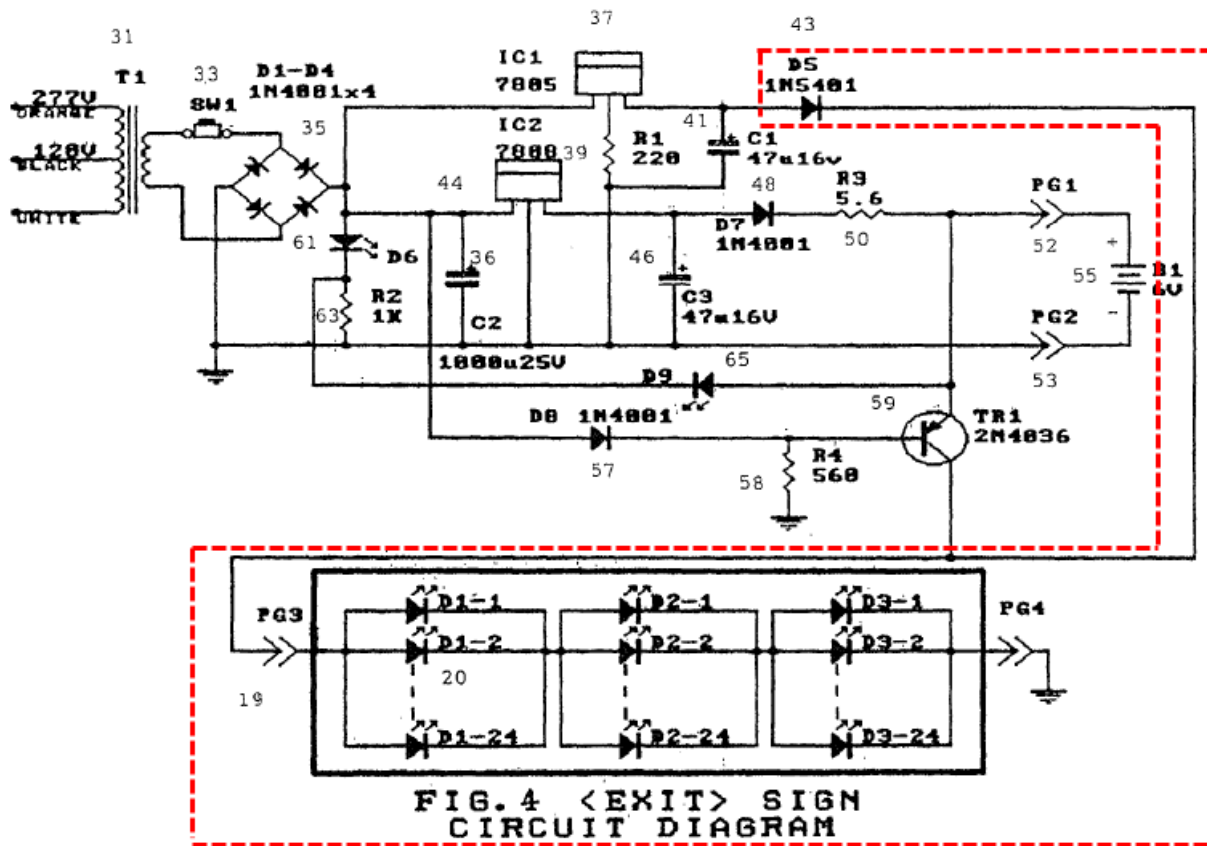 37
43
31
T1
33
D1-D4
1N4001x4
SW1
277V
ORANGE
120V
BLACK
WHITE
35
IC1
7805
IC2
39
41
R1
220
C1
47u16v
D5
1N5401
44
48
D7
1N4001
R3
5.6
50
PG1
52
61
D6
36
46
R2
1K
63
C2
1000u25V
C3
47u16V
55
B1
6V
+
-
PG2
53
65
D9
D8 1N4001
57
59
TR1
2N4036
R4
560
58
PG3
19
D1-1
D1-2
20
D1-24
D2-1
D2-2
D2-24
D3-1
D3-2
D3-24
PG4
FIG.4 <EXIT> SIGN
CIRCUIT DIAGRAM